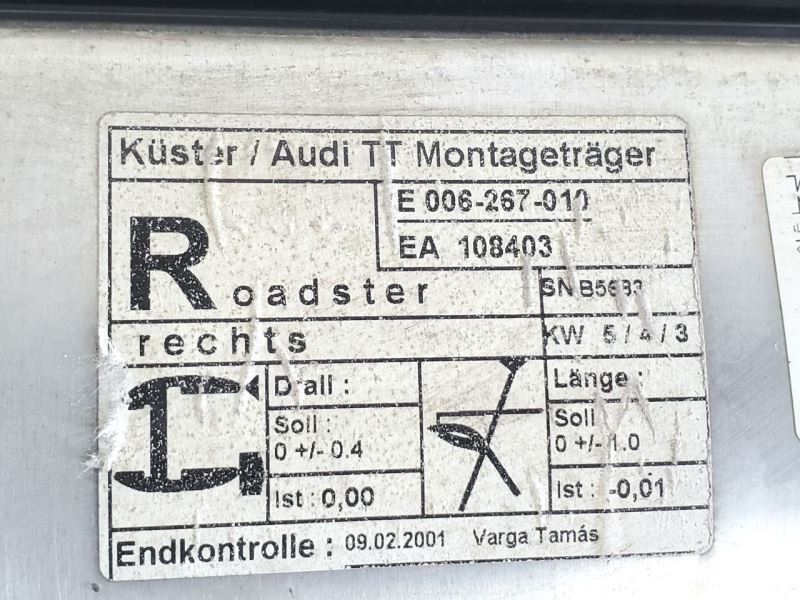 Küster / Audi TT Montageträger
E 006-267-010
EA 108403
Roadster
rechts
KW 5 / 4 / 3
Drall :
Soll :
0 +/- 0.4
Ist : 0,00
Länge :
Soll
0 +/- 1.0
Ist : -0,01
Endkontrolle : 09.02.2001 Varga Tamás